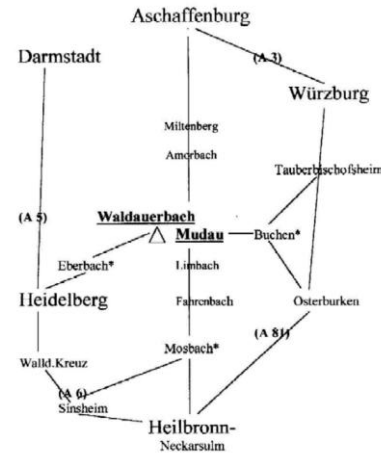 Aschaffenburg
Darmstadt
(A 3)
Würzburg
Miltenberg
Amorbach
Tauberbischofsheim
(A 5)
Waldauerbach
Mudau
Buchen*
Eberbach*
Limbach
Heidelberg
Fahrenbach
Osterburken
(A 81)
Mosbach*
Walld.Kreuz
(A 6)
Sinsheim
Heilbronn-
Neckarsulm